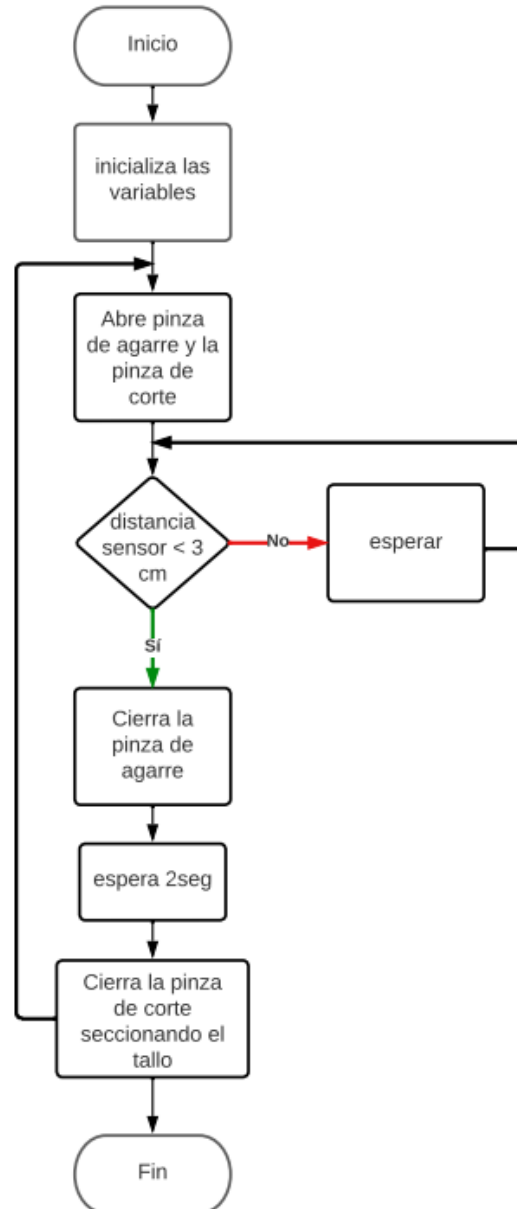 Inicio
inicializa las
variables
Abre pinza
de agarre y la
pinza de
corte
distancia
sensor < 3
cm
No
esperar
Sí
Cierra la
pinza de
agarre
espera 2seg
Cierra la pinza
de corte
seccionando el
tallo
Fin